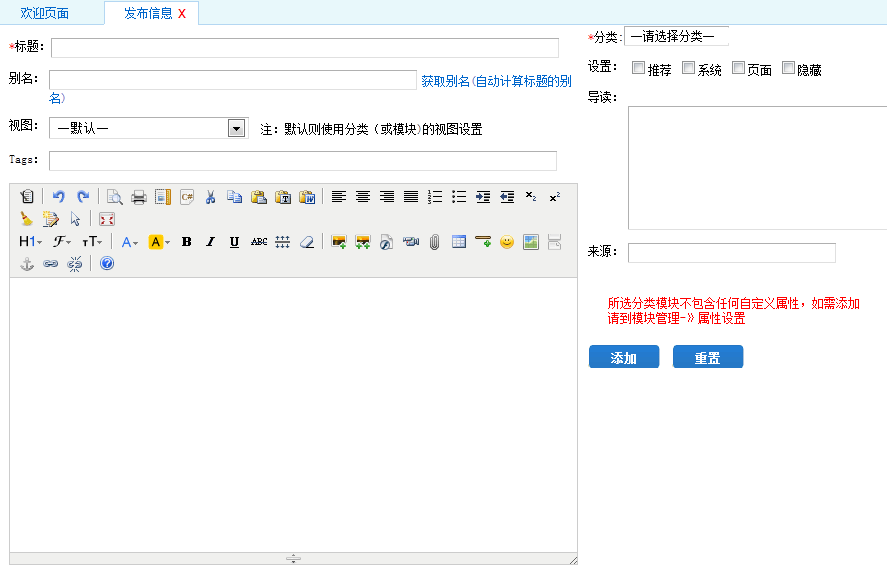 欢迎页面
发布信息 X
*标题:
别名:
获取别名(自动计算标题的别
名)
视图:
—默认—
注: 默认则使用分类 (或模块)的视图设置
Tags:
H1 F тT A A B I U ABC
*分类:
—请选择分类—
设置:
推荐
系统
页面
隐藏
导读:
来源:
所选分类模块不包含任何自定义属性, 如需添加
请到模块管理-》属性设置
添加
重置